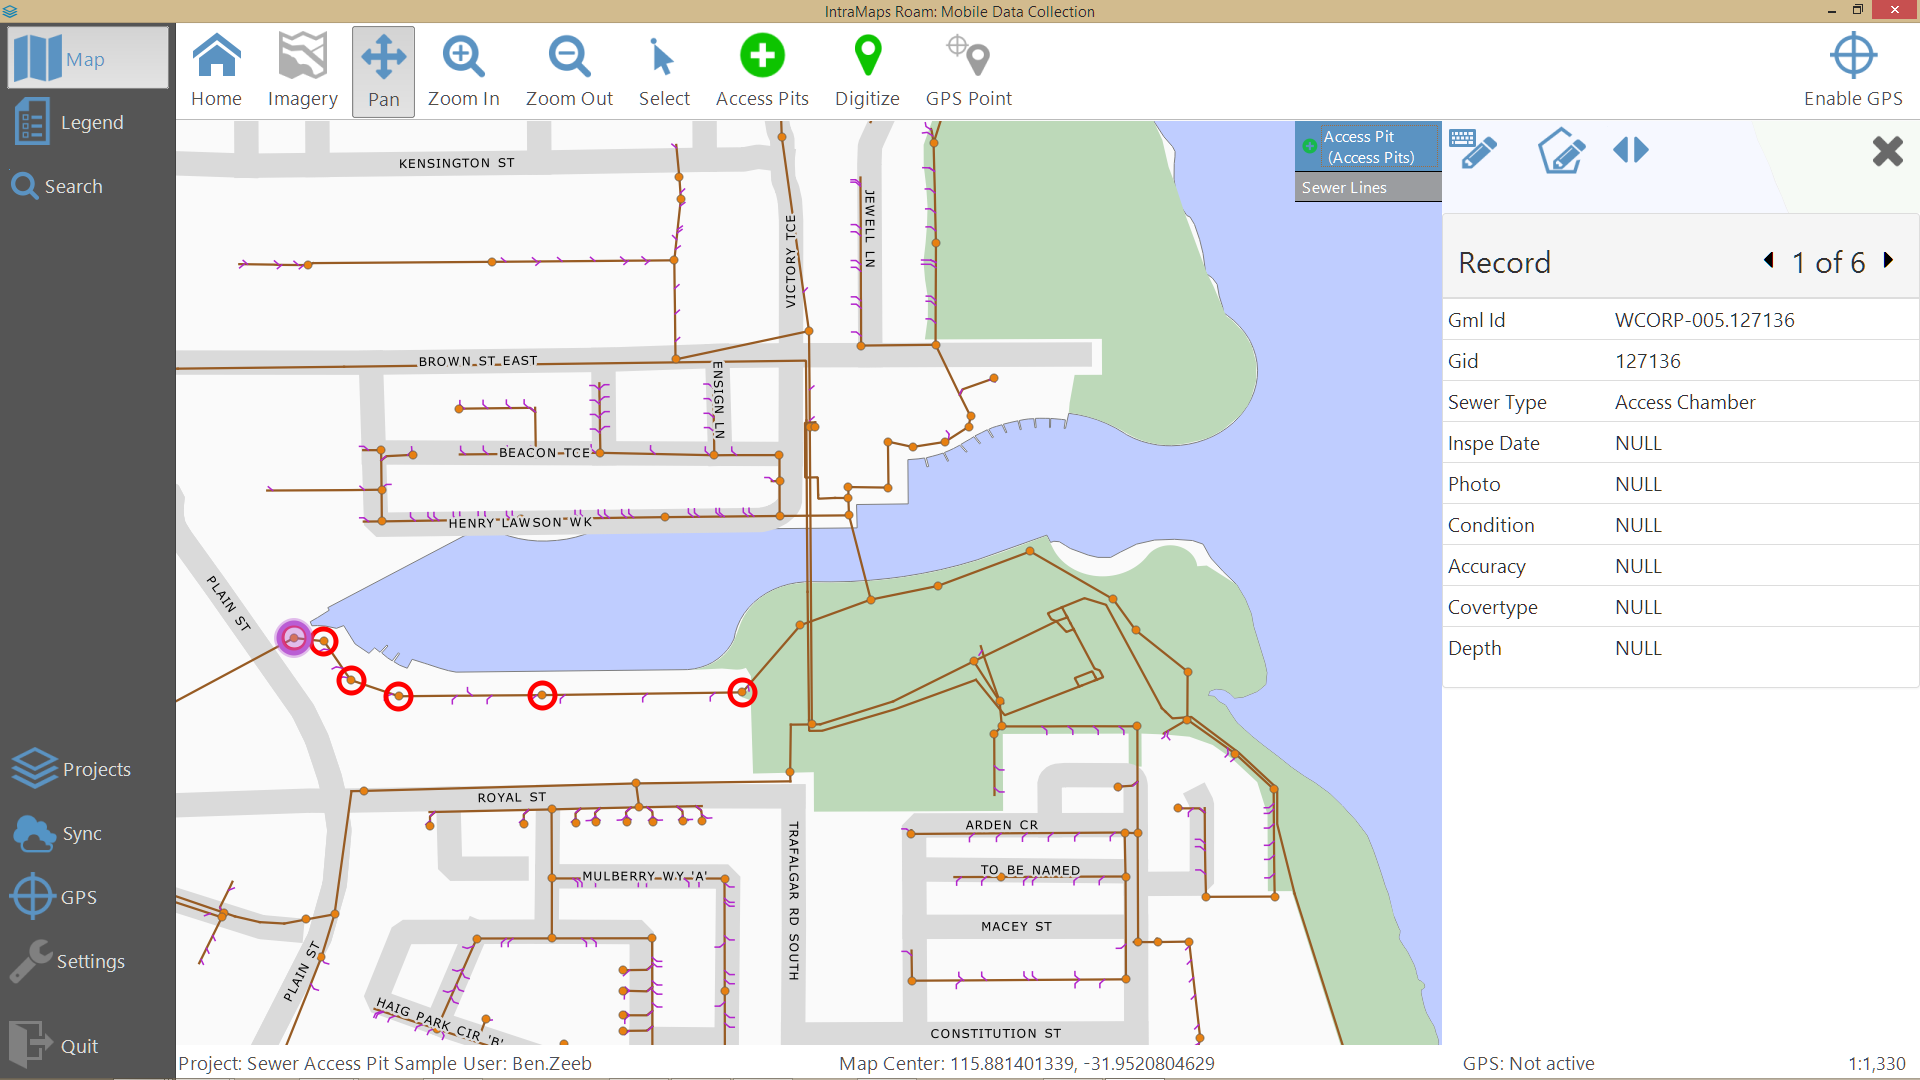 IntraMaps Roam: Mobile Data Collection
Map
Legend
Search
Projects
Sync
GPS
Settings
Quit
Home
Imagery
Pan
Zoom In
Zoom Out
Select
Access Pits
Digitize
GPS Point
Enable GPS
KENSINGTON ST
VICTORY TCE
JEWELL LN
BROWN ST EAST
ENSIGN LN
BEACON TCE
HENRY LAWSON WK
PLAIN ST
ROYAL ST
TRAFALGAR RD SOUTH
MULBERRY WY 'A'
ARDEN CR
TO BE NAMED
MACEY ST
PLAIN ST
HAIG PARK CIR 'B'
CONSTITUTION ST
Access Pit
(Access Pits)
Sewer Lines
Record
1 of 6
Gml Id WCORP-005.127136
Gid 127136
Sewer Type Access Chamber
Inspe Date NULL
Photo NULL
Condition NULL
Accuracy NULL
Covertype NULL
Depth NULL
Project: Sewer Access Pit Sample User: Ben.Zeeb
Map Center: 115.881401339, -31.9520804629
GPS: Not active
1:1,330